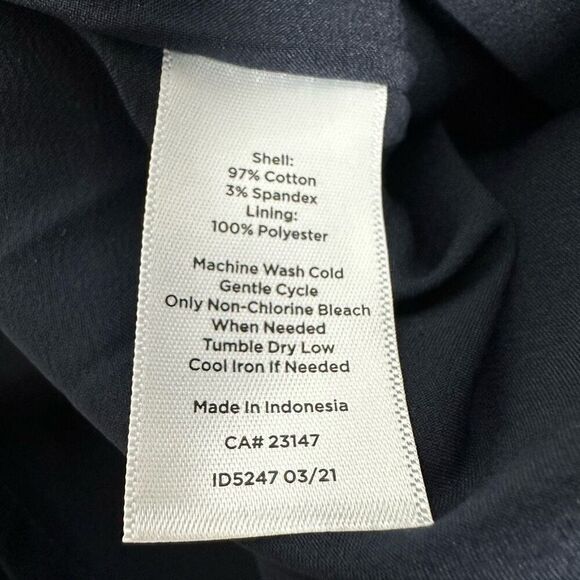 Shell:
97% Cotton
3% Spandex
Lining:
100% Polyester
Machine Wash Cold
Gentle Cycle
Only Non-Chlorine Bleach
When Needed
Tumble Dry Low
Cool Iron If Needed
Made In Indonesia
CA# 23147
ID5247 03/21